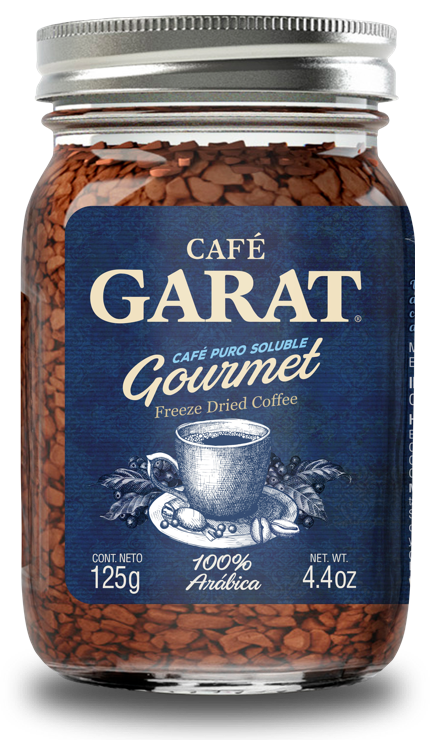 CAFÉ
GARAT®
CAFÉ PURO SOLUBLE
Gourmet
Freeze Dried Coffee
CONT. NETO
125g
100%
Arábica
NET. WT.
4.4oz